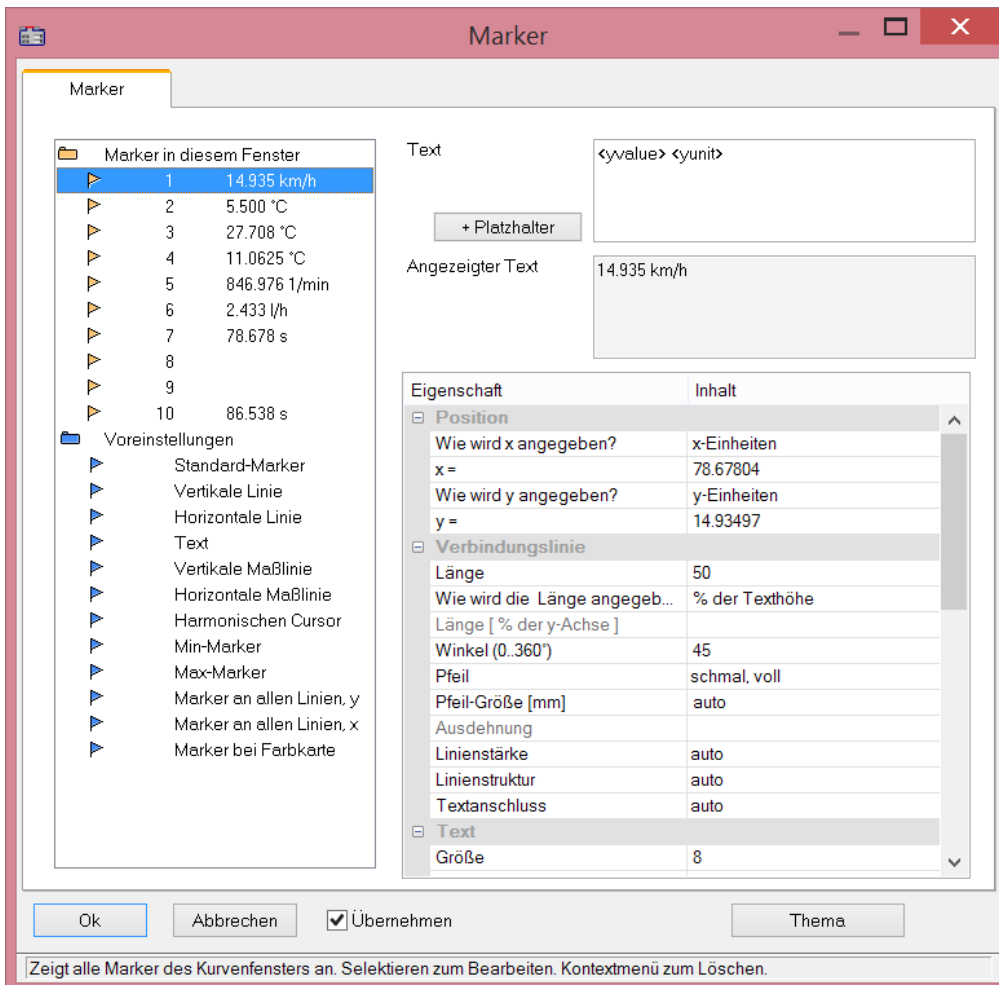 Marker
Marker
Marker in diesem Fenster
1 14.935 km/h
2 5.500 °C
3 27.708 °C
4 11.0625 °C
5 846.976 1/min
6 2.433 l/h
7 78.678 s
8
9
10 86.538 s
Voreinstellungen
Standard-Marker
Vertikale Linie
Horizontale Linie
Text
Vertikale Maßlinie
Horizontale Maßlinie
Harmonischen Cursor
Min-Marker
Max-Marker
Marker an allen Linien, y
Marker an allen Linien, x
Marker bei Farbkarte
Text
<yvalue> <yunit>
+ Platzhalter
Angezeigter Text
14.935 km/h
Eigenschaft Inhalt
Position
Wie wird x angegeben? x-Einheiten
x = 78.67804
Wie wird y angegeben? y-Einheiten
y = 14.93497
Verbindungslinie
Länge 50
Wie wird die Länge angegeb... % der Texthöhe
Länge [ % der y-Achse ]
Winkel (0..360°) 45
Pfeil schmal, voll
Pfeil-Größe [mm] auto
Ausdehnung
Linienstärke auto
Linienstruktur auto
Textanschluss auto
Text
Größe 8
Ok Abbrechen Übernehmen Thema
Zeigt alle Marker des Kurvenfensters an. Selektieren zum Bearbeiten. Kontextmenü zum Löschen.